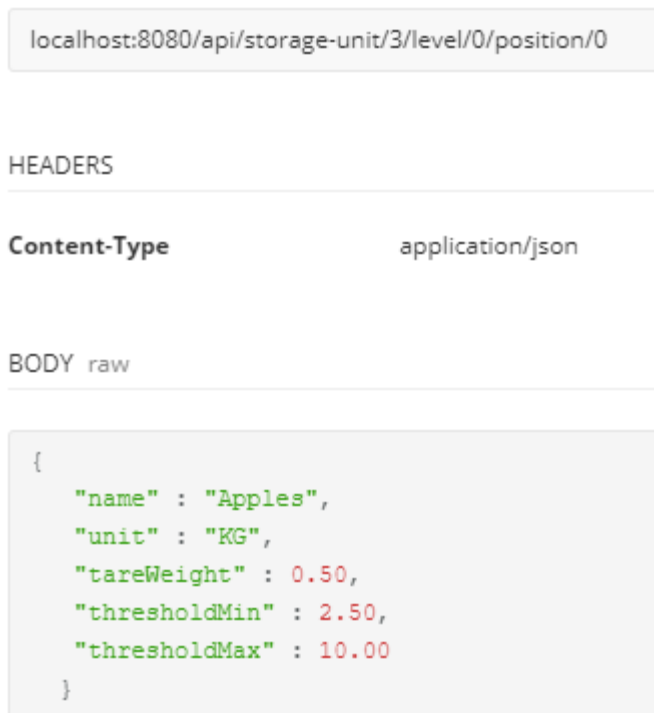 localhost:8080/api/storage-unit/3/level/0/position/0
HEADERS
Content-Type application/json
BODY raw
{
"name" : "Apples",
"unit" : "KG",
"tareWeight" : 0.50,
"thresholdMin" : 2.50,
"thresholdMax" : 10.00
}